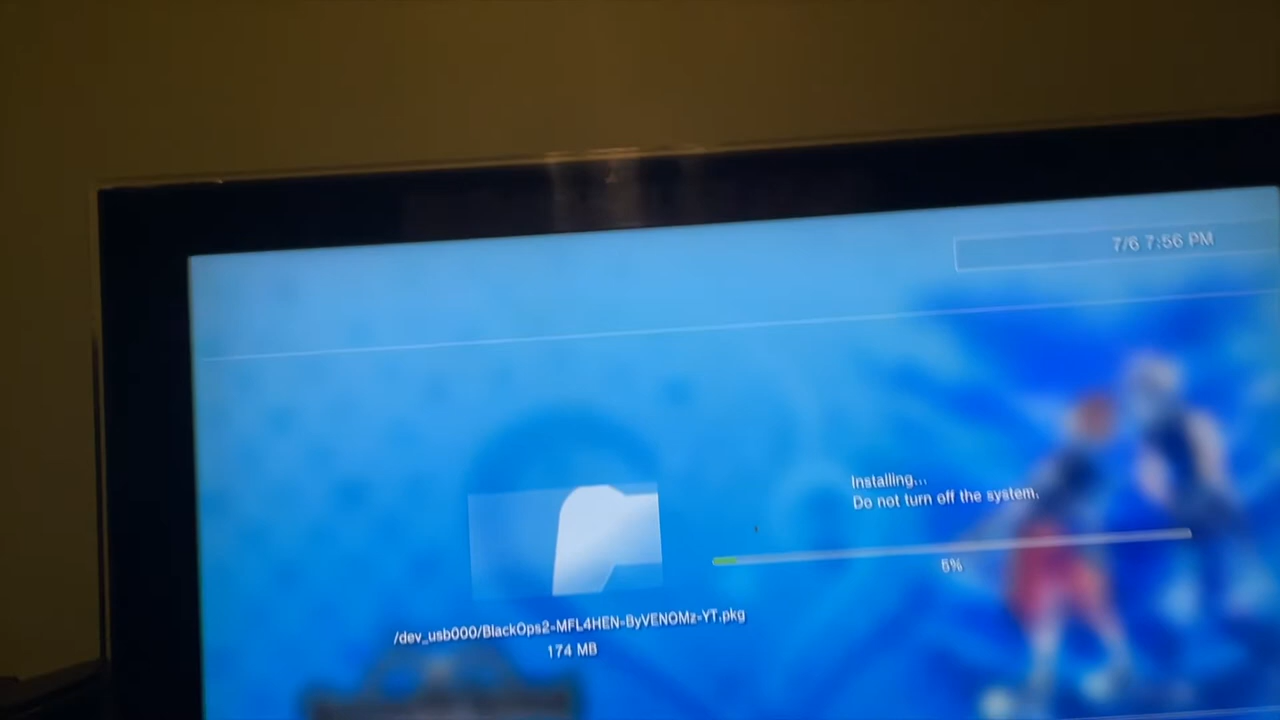 7/6 7:56 PM
Installing...
Do not turn off the system.
5%
/dev_usb000/BlackOps2-MFL4HEN-ByVENOMz-YT.pkg
174 MB